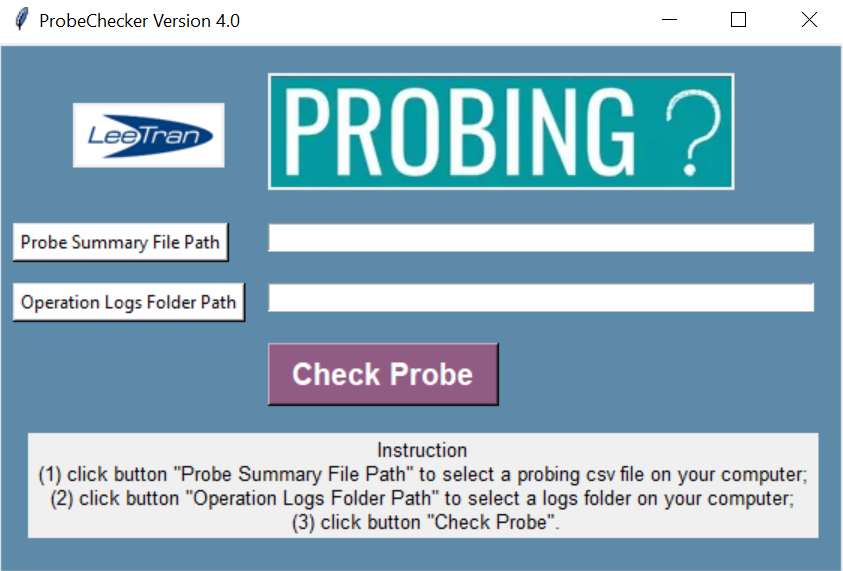 ProbeChecker Version 4.0
LeeTran
PROBING ?
Probe Summary File Path
Operation Logs Folder Path
Check Probe
Instruction
(1) click button "Probe Summary File Path" to select a probing csv file on your computer;
(2) click button "Operation Logs Folder Path" to select a logs folder on your computer;
(3) click button "Check Probe".